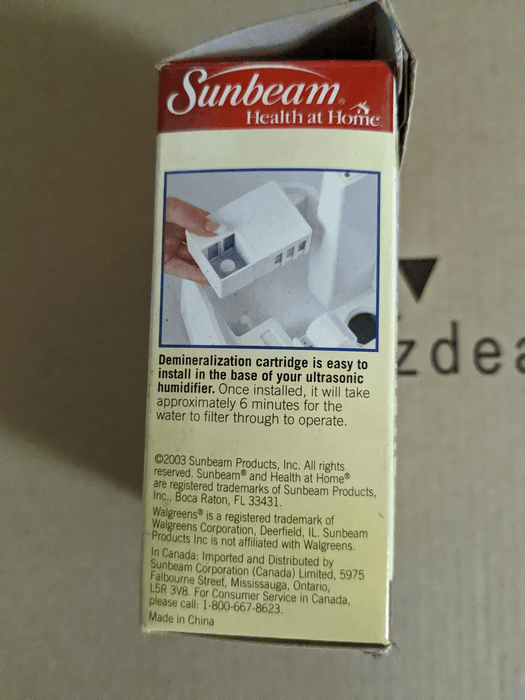 Sunbeam®
Health at Home
Demineralization cartridge is easy to
install in the base of your ultrasonic
humidifier. Once installed, it will take
approximately 6 minutes for the
water to filter through to operate.
©2003 Sunbeam Products, Inc. All rights
reserved. Sunbeam® and Health at Home®
are registered trademarks of Sunbeam Products,
Inc., Boca Raton, FL 33431.
Walgreens® is a registered trademark of
Walgreens Corporation, Deerfield, IL. Sunbeam
Products Inc is not affiliated with Walgreens.
In Canada: Imported and Distributed by
Sunbeam Corporation (Canada) Limited, 5975
Falbourne Street, Mississauga, Ontario,
L5R 3V8. For Consumer Service in Canada,
please call: 1-800-667-8623.
Made in China
zdea